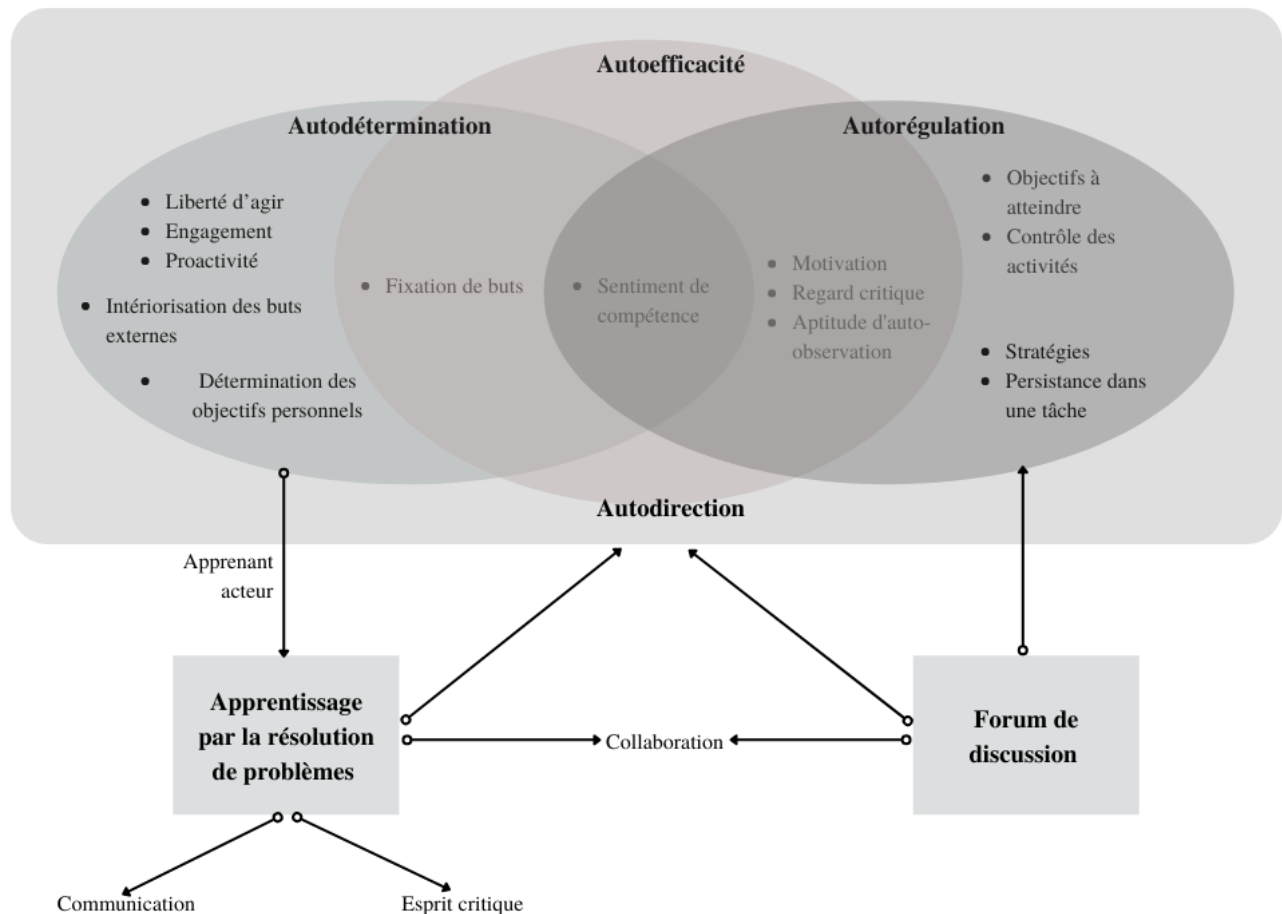 Autoefficacité
Autodétermination
Autorégulation
• Liberté d'agir
• Engagement
• Proactivité
• Intériorisation des buts
externes
• Détermination des
objectifs personnels
• Fixation de buts
• Sentiment de
compétence
• Motivation
• Regard critique
• Aptitude d'auto-
observation
• Objectifs à
atteindre
• Contrôle des
activités
• Stratégies
• Persistance dans
une tâche
Autodirection
Apprenant
acteur
Apprentissage
par la résolution
de problèmes
Collaboration
Forum de
discussion
Communication
Esprit critique